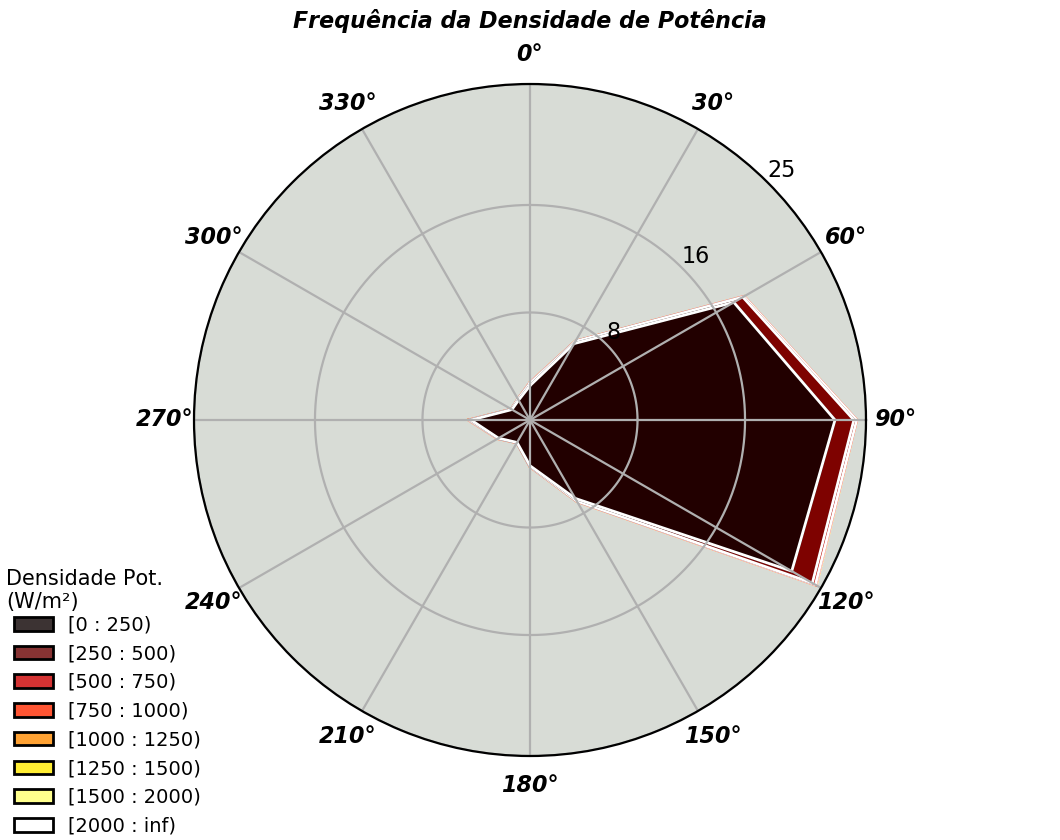 Frequência da Densidade de Potência
0°
330°
30°
25
300°
60°
16
8
270°
90°
240°
120°
210°
150°
180°
Densidade Pot.
(W/m²)
[0 : 250)
[250 : 500)
[500 : 750)
[750 : 1000)
[1000 : 1250)
[1250 : 1500)
[1500 : 2000)
[2000 : inf)